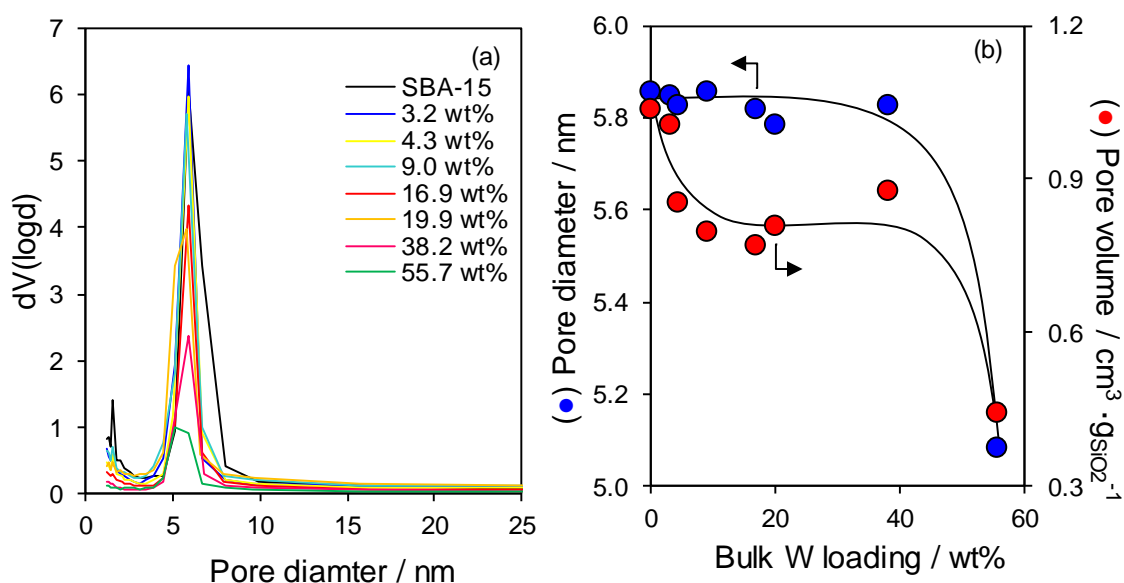 (a)
dV(logd)
7
6
5
4
3
2
1
0
SBA-15
3.2 wt%
4.3 wt%
9.0 wt%
16.9 wt%
19.9 wt%
38.2 wt%
55.7 wt%
0 5 10 15 20 25
Pore diamter / nm
(b)
(•) Pore diameter / nm
6.0
5.8
5.6
5.4
5.2
5.0
1.2
0.9
0.6
0.3
(•) Pore volume / cm³ ·gSiO2⁻¹
0 20 40 60
Bulk W loading / wt%